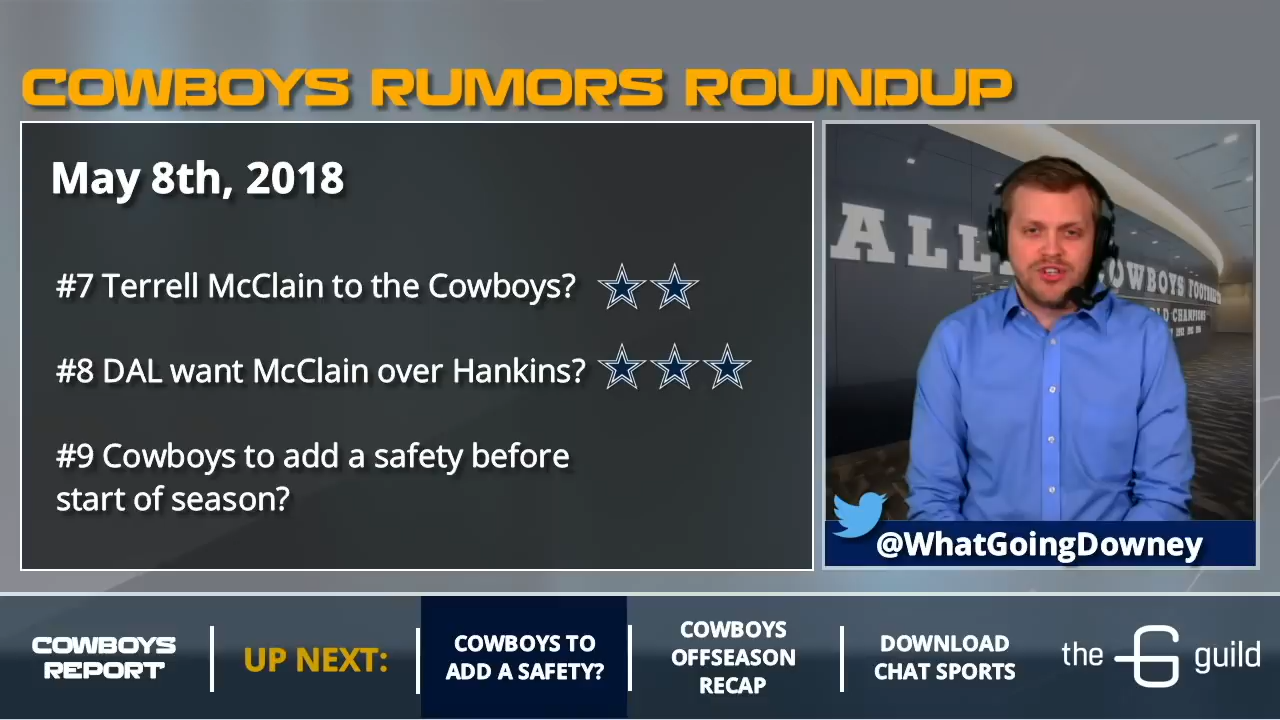 COWBOYS RUMORS ROUNDUP
May 8th, 2018
#7 Terrell McClain to the Cowboys?
#8 DAL want McClain over Hankins?
#9 Cowboys to add a safety before
start of season?
ALL
COWBOYS
@WhatGoingDowney
COWBOYS
REPORT
UP NEXT:
COWBOYS TO
ADD A SAFETY?
COWBOYS
OFFSEASON
RECAP
DOWNLOAD
CHAT SPORTS
the G guild